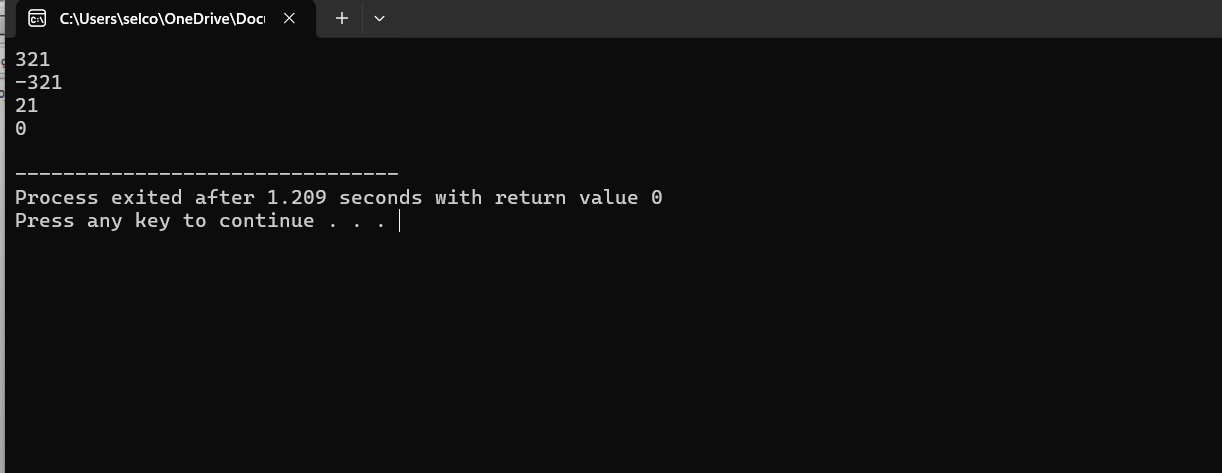 C:\Users\selco\OneDrive\Doc
321
-321
21
0
--------------------------------
Process exited after 1.209 seconds with return value 0
Press any key to continue . . .